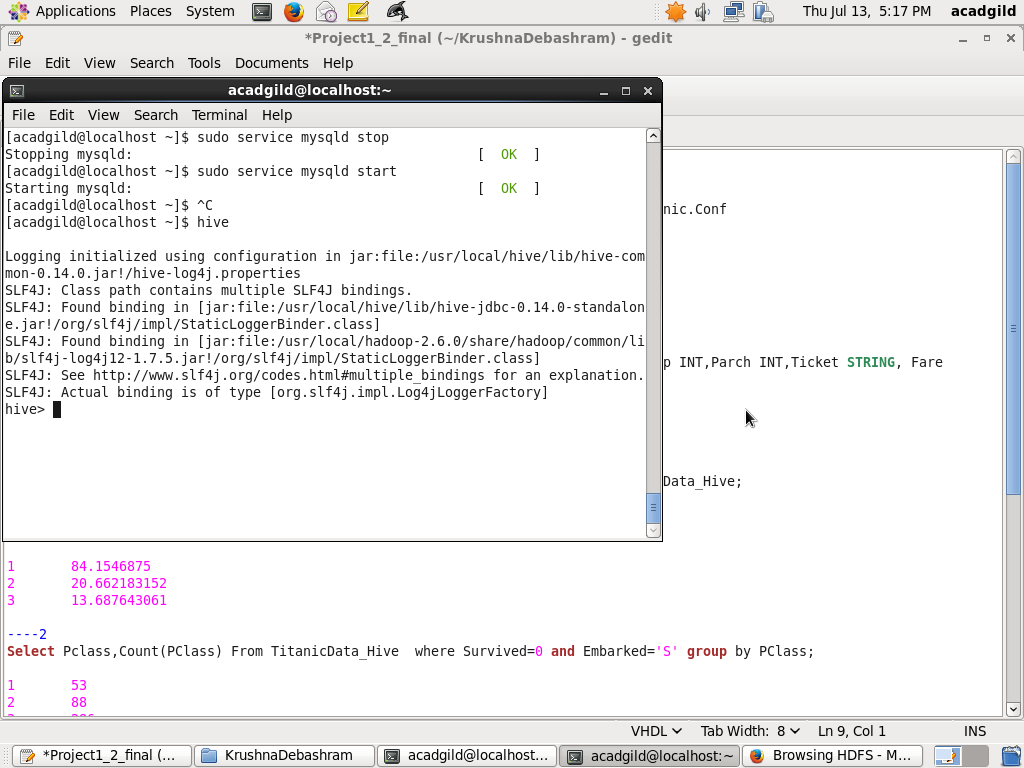 Applications Places System Thu Jul 13, 5:17 PM acadgild
*Project1_2_final (~/KrushnaDebashram) - gedit
File Edit View Search Tools Documents Help
acadgild@localhost:~
File Edit View Search Terminal Help
[acadgild@localhost ~]$ sudo service mysqld stop
Stopping mysqld: [ OK ]
[acadgild@localhost ~]$ sudo service mysqld start
Starting mysqld: [ OK ]
[acadgild@localhost ~]$ ^C
[acadgild@localhost ~]$ hive
Logging initialized using configuration in jar:file:/usr/local/hive/lib/hive-com
mon-0.14.0.jar!/hive-log4j.properties
SLF4J: Class path contains multiple SLF4J bindings.
SLF4J: Found binding in [jar:file:/usr/local/hive/lib/hive-jdbc-0.14.0-standalon
e.jar!/org/slf4j/impl/StaticLoggerBinder.class]
SLF4J: Found binding in [jar:file:/usr/local/hadoop-2.6.0/share/hadoop/common/li
b/slf4j-log4j12-1.7.5.jar!/org/slf4j/impl/StaticLoggerBinder.class]
SLF4J: See http://www.slf4j.org/codes.html#multiple_bindings for an explanation.
SLF4J: Actual binding is of type [org.slf4j.impl.Log4jLoggerFactory]
hive>
nic.Conf
p INT,Parch INT,Ticket STRING, Fare
Data_Hive;
1 84.1546875
2 20.662183152
3 13.687643061
----2
Select Pclass,Count(PClass) From TitanicData_Hive where Survived=0 and Embarked='S' group by PClass;
1 53
2 88
VHDL Tab Width: 8 Ln 9, Col 1 INS
*Project1_2_final (... KrushnaDebashram acadgild@localhost... acadgild@localhost:~ Browsing HDFS - M...